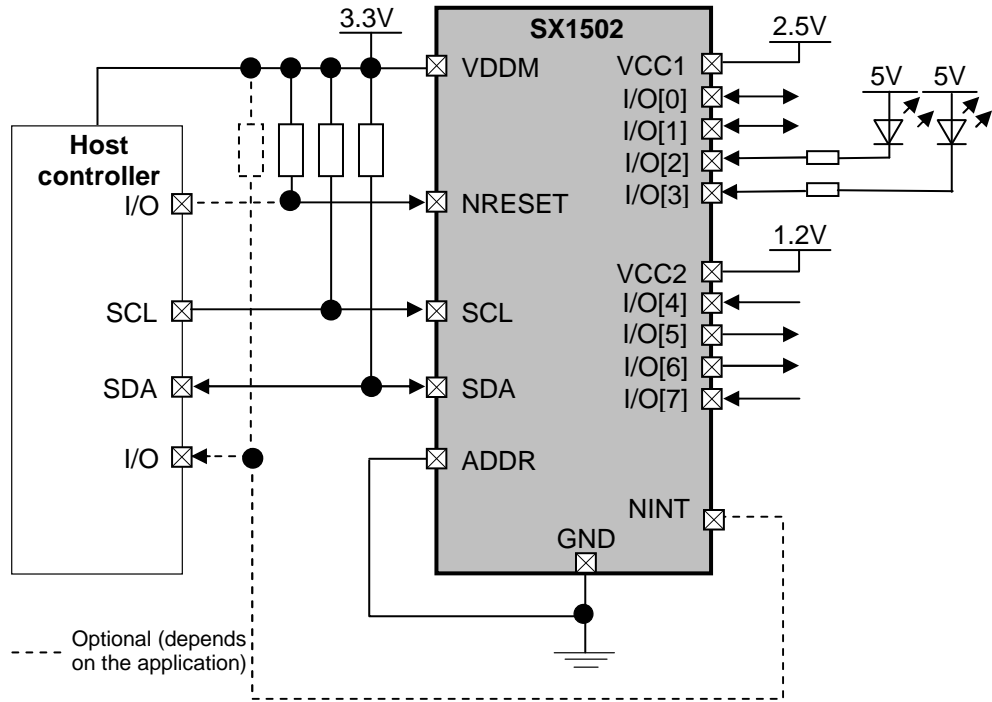 3.3V
SX1502
2.5V
VDDM
VCC1
5V 5V
I/O[0]
I/O[1]
Host
controller
I/O[2]
I/O[3]
I/O
NRESET
1.2V
VCC2
I/O[4]
SCL
SCL
I/O[5]
I/O[6]
SDA
SDA
I/O[7]
I/O
ADDR
NINT
GND
Optional (depends
on the application)